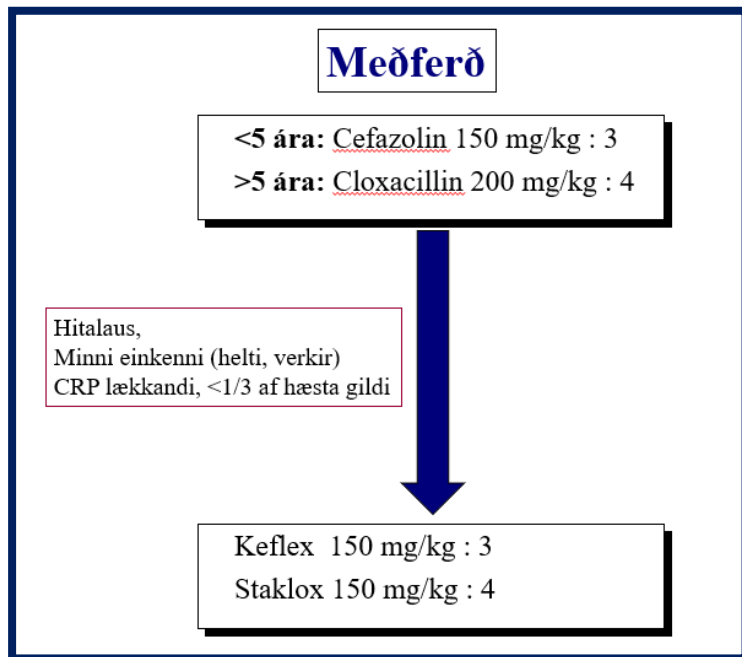 Meðferð
<5 ára: Cefazolin 150 mg/kg : 3
>5 ára: Cloxacillin 200 mg/kg : 4
Hitalaus,
Minni einkenni (helti, verkir)
CRP lækkandi, <1/3 af hæsta gildi
Keflex 150 mg/kg : 3
Staklox 150 mg/kg : 4